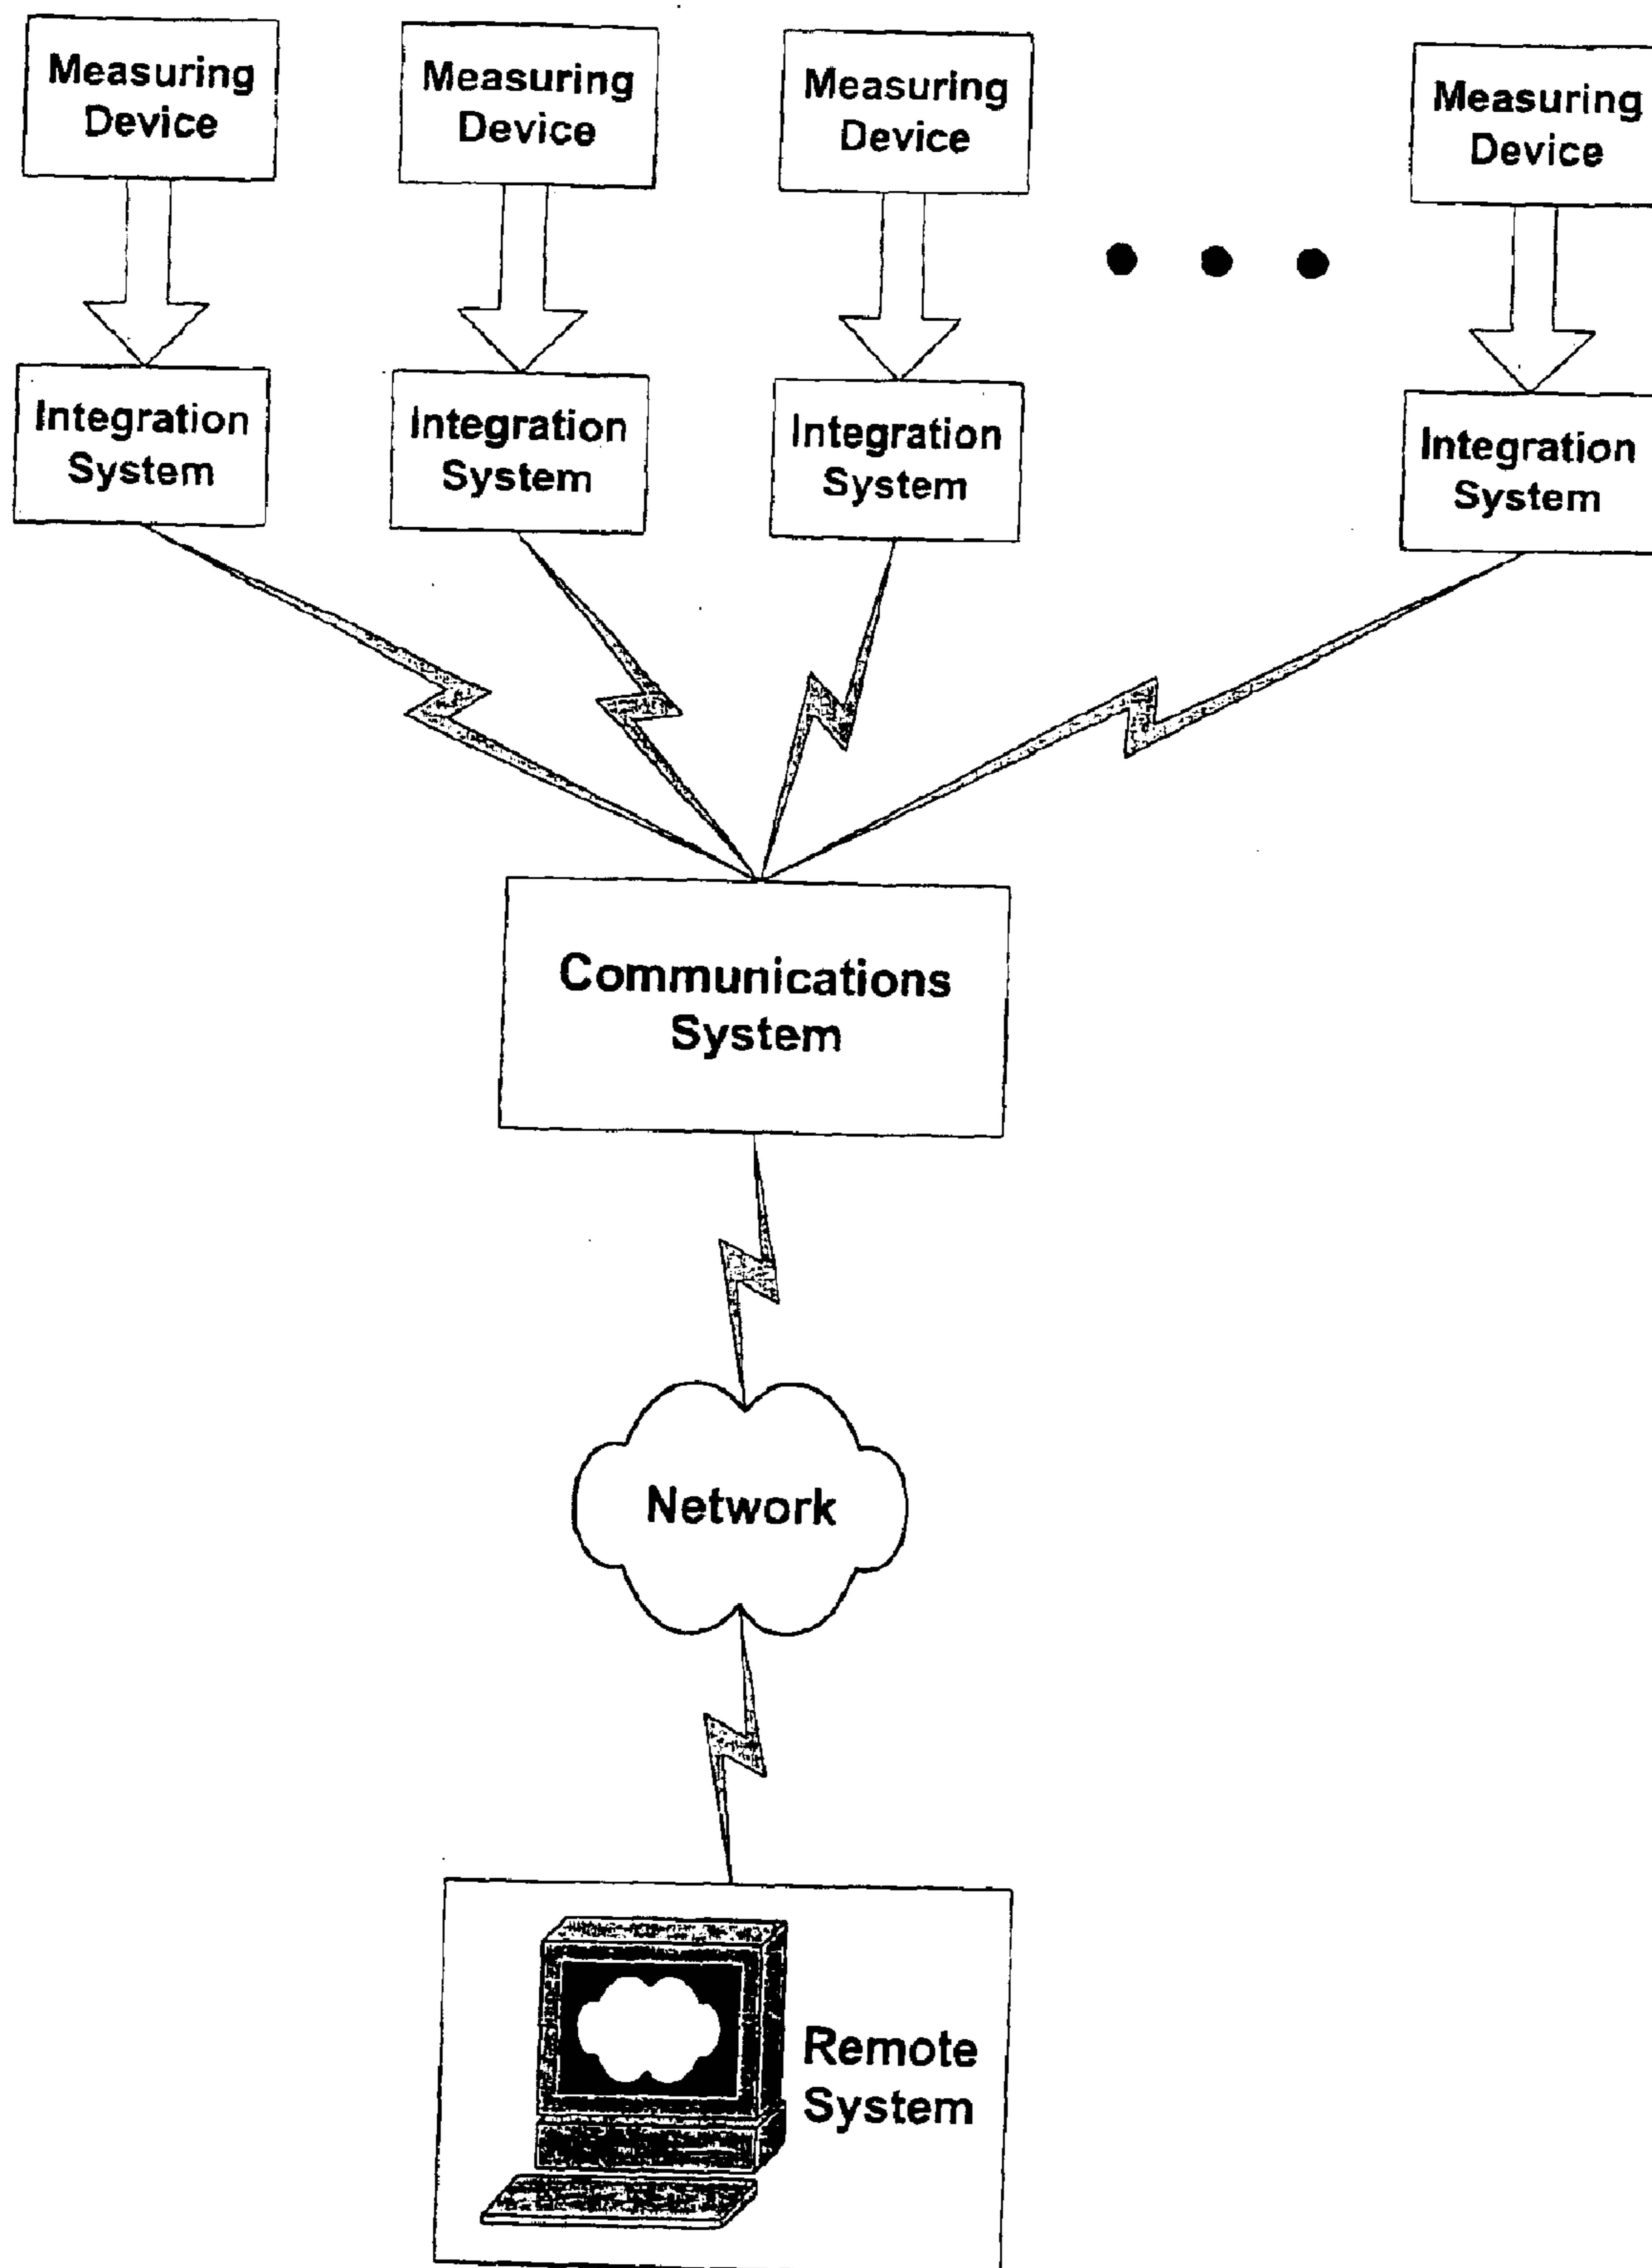 Measuring
Device
Measuring
Device
Measuring
Device
Measuring
Device
Integration
System
Integration
System
Integration
System
Integration
System
Communications
System
Network
Remote
System